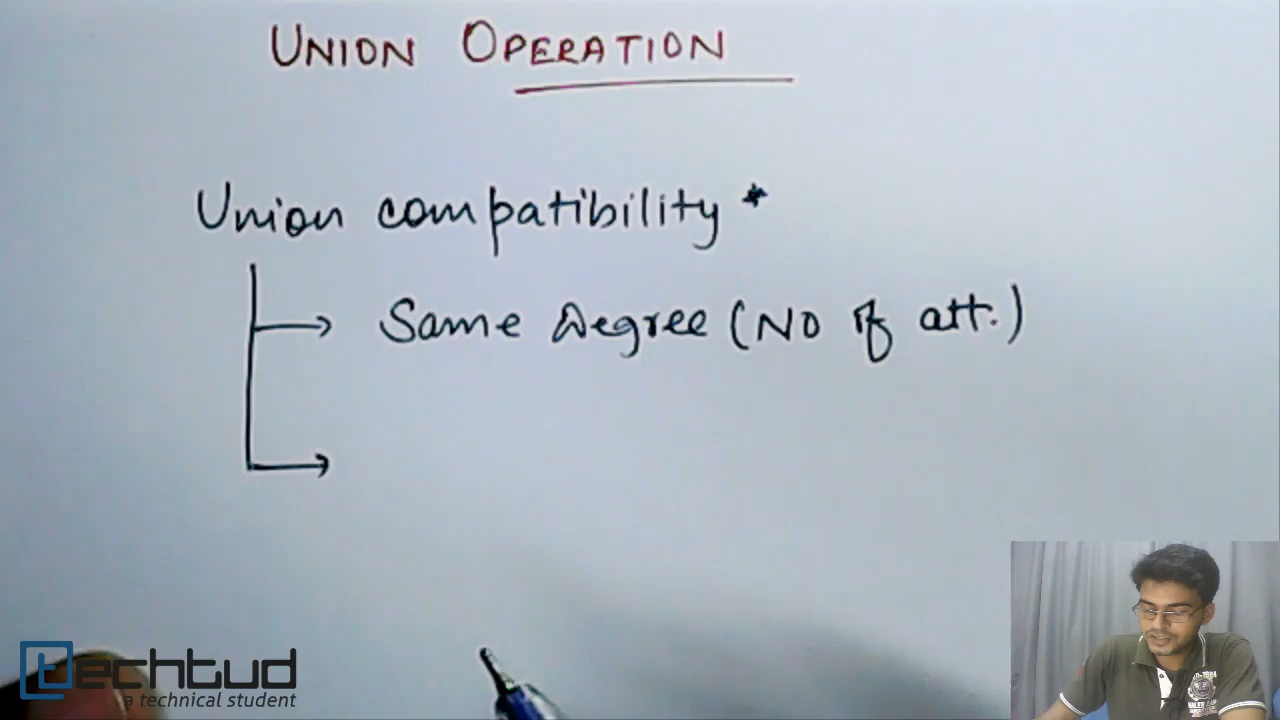 UNION OPERATION
Union compatibility *
Same Degree (No of att.)
techtud
a technical student